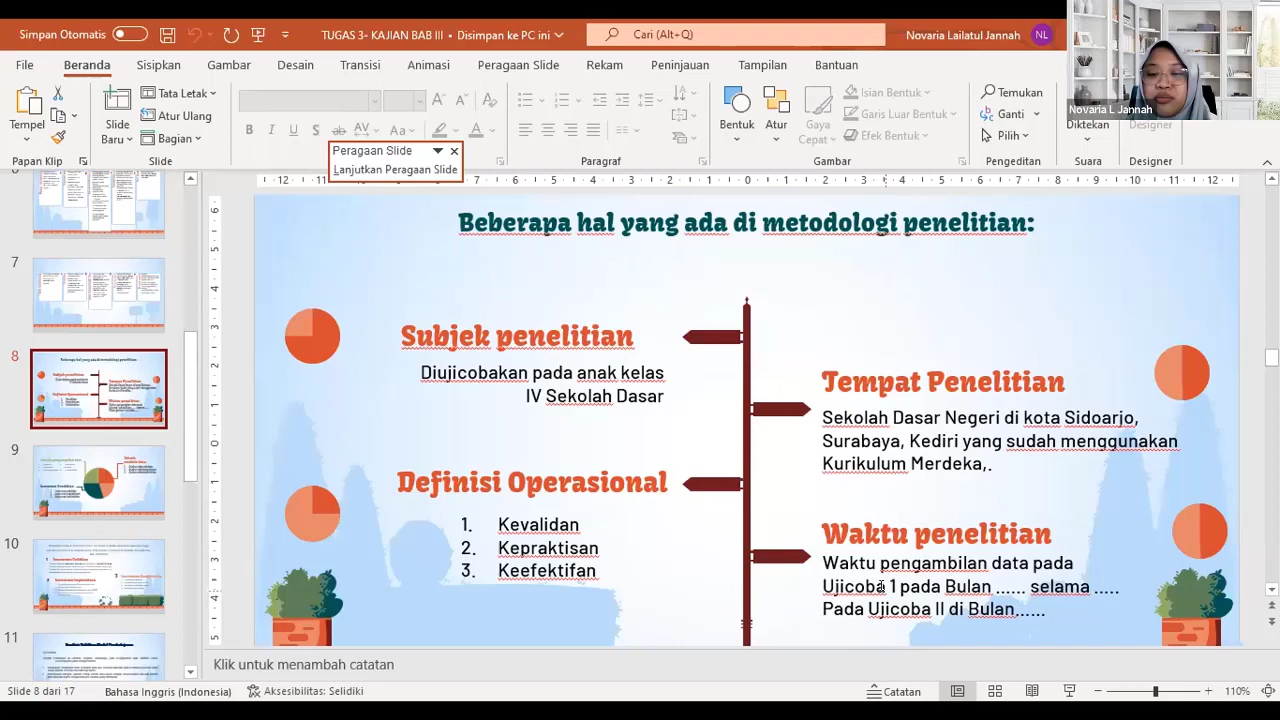 Simpan Otomatis
TUGAS 3- KAJIAN BAB III • Disimpan ke PC ini
Cari (Alt+Q)
Novaria Lailatul Jannah
NL
File Beranda Sisipkan Gambar Desain Transisi Animasi Peragaan Slide Rekam Peninjauan Tampilan Bantuan
Novaria L Jannah
Tempel
Slide Baru
Tata Letak
Atur Ulang
Bagian
Bentuk
Atur
Gaya Cepat
Isian Bentuk
Garis Luar Bentuk
Efek Bentuk
Temukan
Ganti
Pilih
Diktekan
Designer
Papan Klip
Slide
Paragraf
Gambar
Pengeditan
Suara
Designer
Peragaan Slide
Lanjutkan Peragaan Slide
7
8
9
10
11
Beberapa hal yang ada di metodologi penelitian:
Subjek penelitian
Diujicobakan pada anak kelas
IV Sekolah Dasar
Tempat Penelitian
Sekolah Dasar Negeri di kota Sidoarjo,
Surabaya, Kediri yang sudah menggunakan
Kurikulum Merdeka,.
Definisi Operasional
1. Kevalidan
2. Kepraktisan
3. Keefektifan
Waktu penelitian
Waktu pengambilan data pada
Ujicoba 1 pada Bulan ...... selama .....
Pada Ujicoba II di Bulan......
Klik untuk menambah catatan
Slide 8 dari 17
Bahasa Inggris (Indonesia)
Aksesibilitas: Selidiki
Catatan
110%